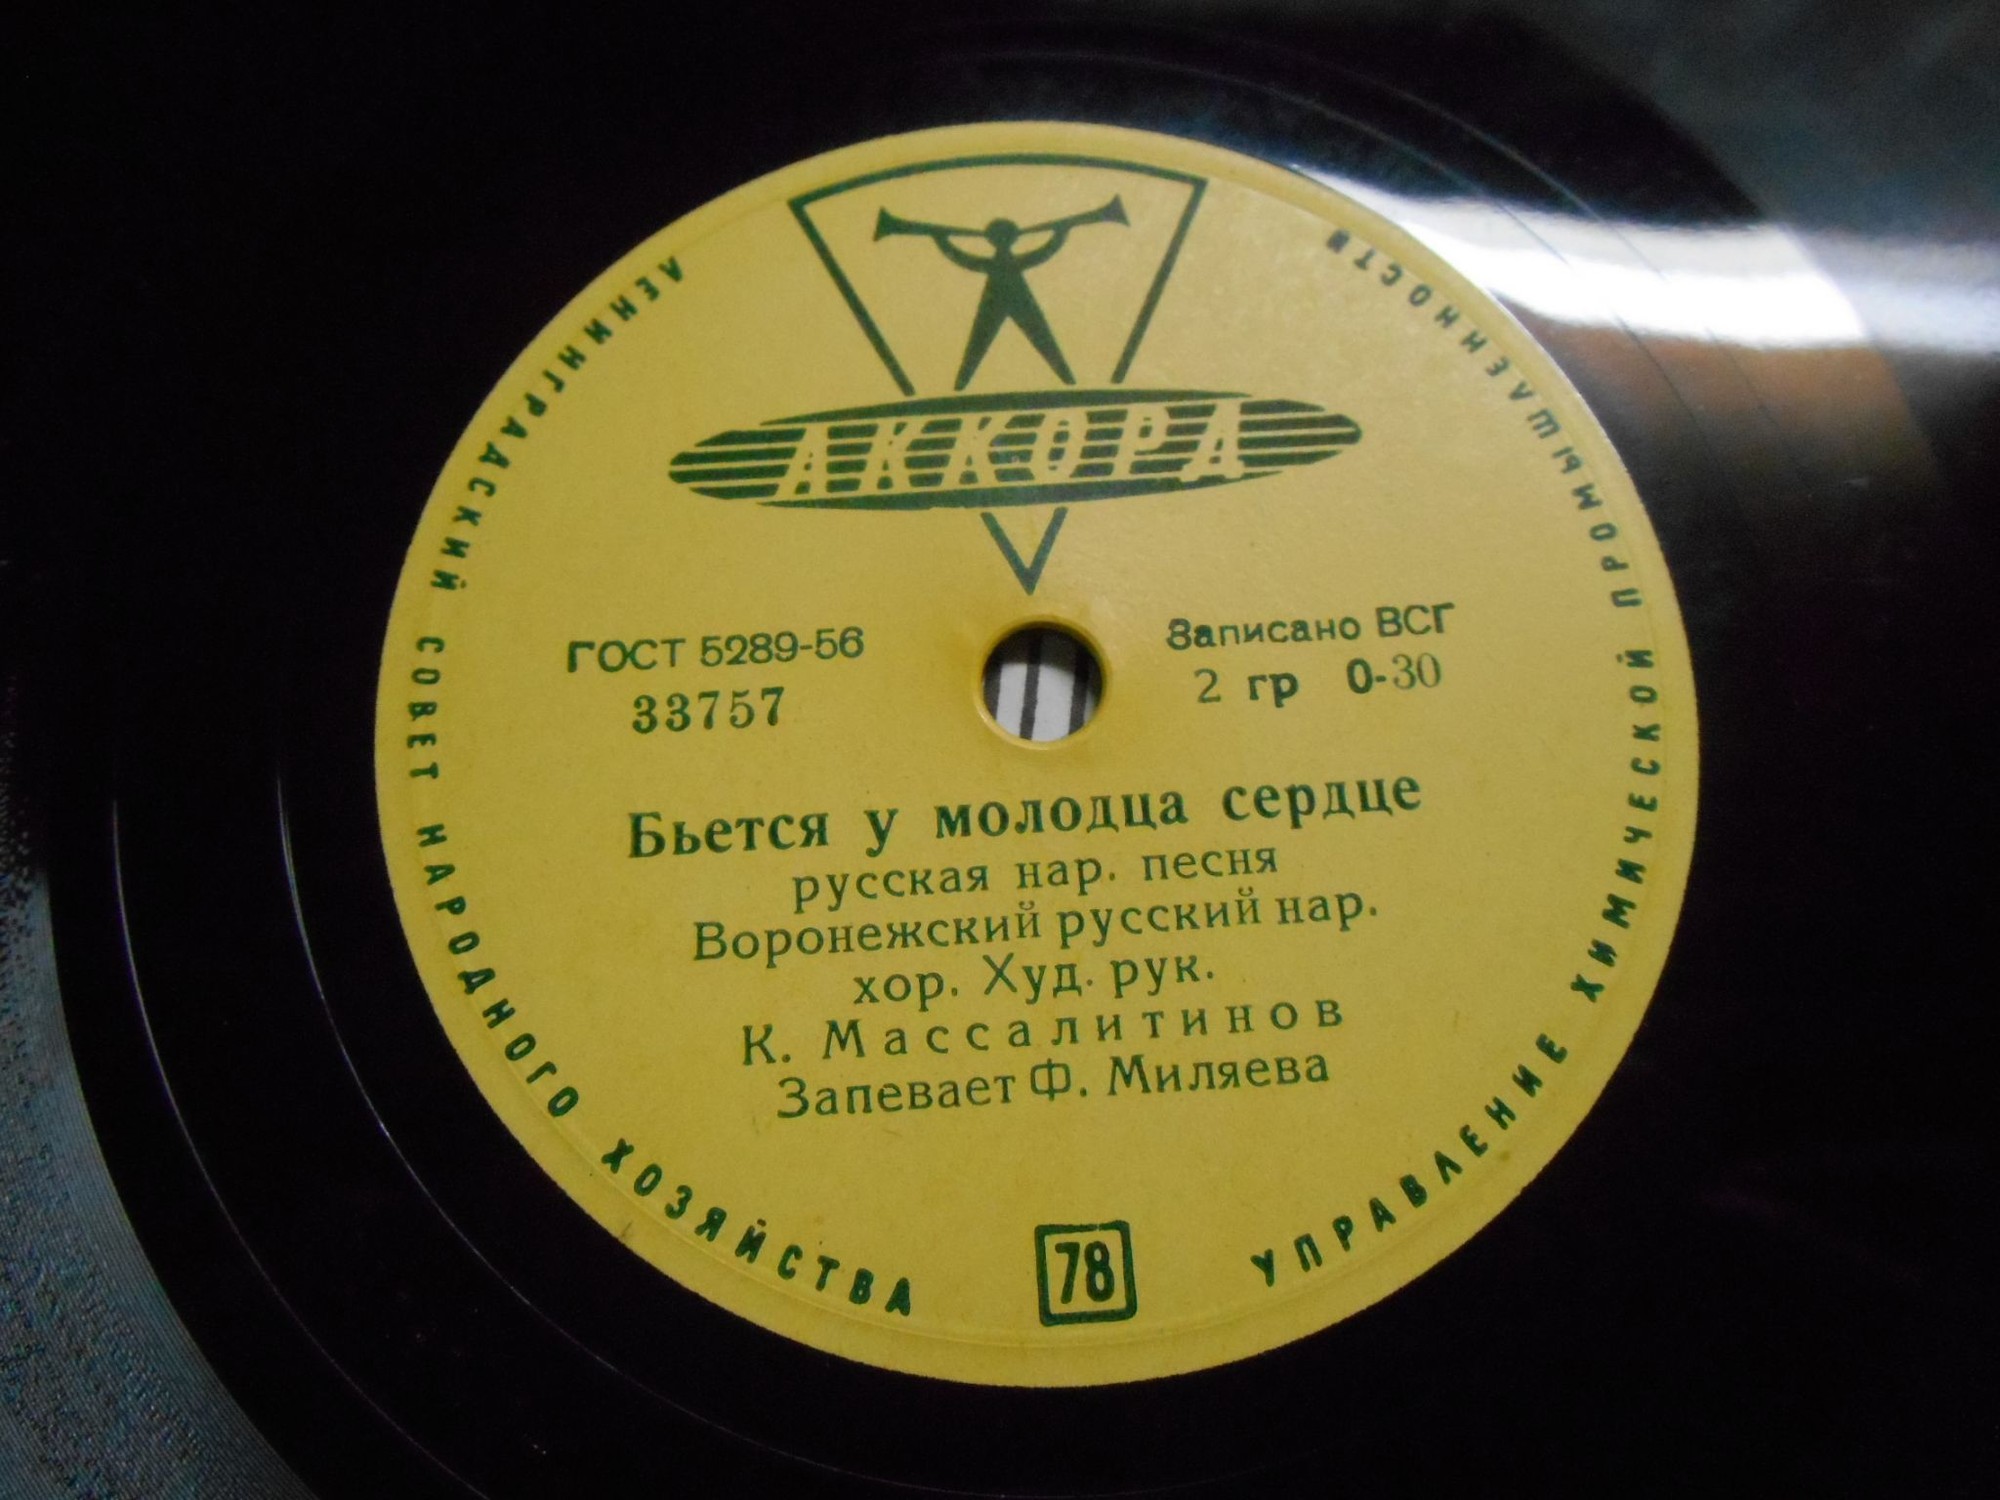 АККОРД
ГОСТ 5289-56
33757
Записано ВСГ
2 гр 0-30
Бьется у молодца сердце
русская нар. песня
Воронежский русский нар.
хор. Худ. рук.
К. Массалитинов
Запевает Ф. Миляева
78
ЛЕНИНГРАДСКИЙ СОВЕТ НАРОДНОГО ХОЗЯЙСТВА
УПРАВЛЕНИЕ ХИМИЧЕСКОЙ ПРОМЫШЛЕННОСТИ